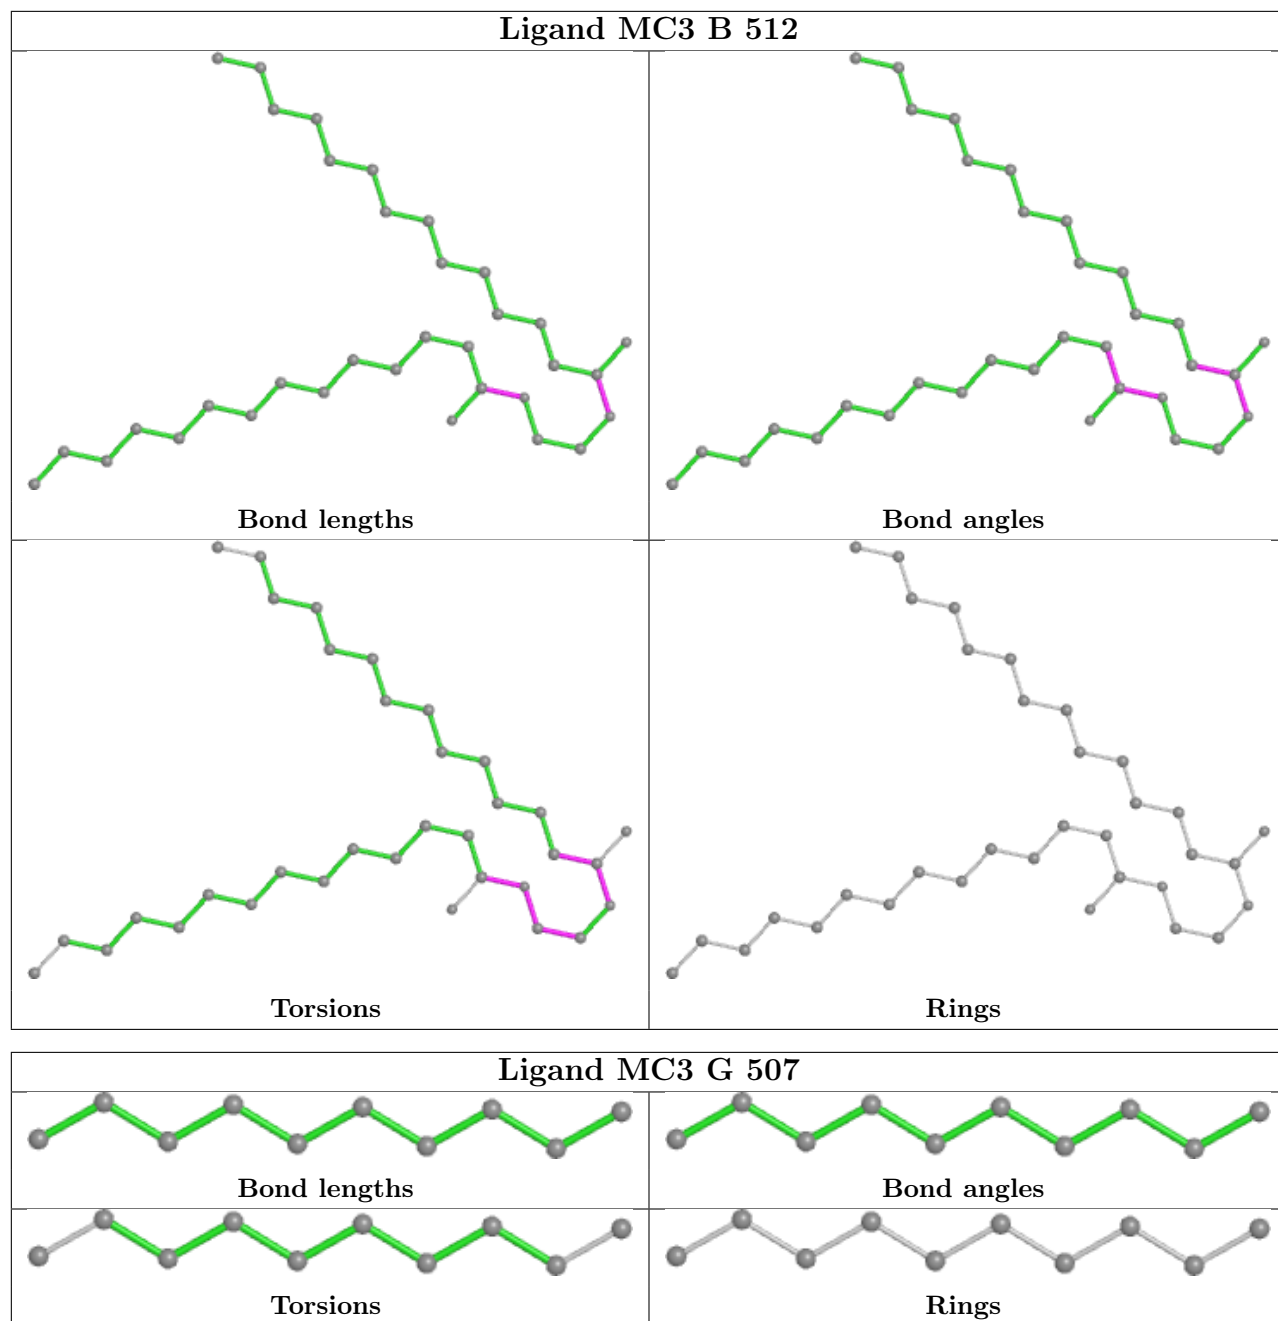 Ligand MC3 B 512
Bond lengths
Bond angles
Torsions
Rings
Ligand MC3 G 507
Bond lengths
Bond angles
Torsions
Rings